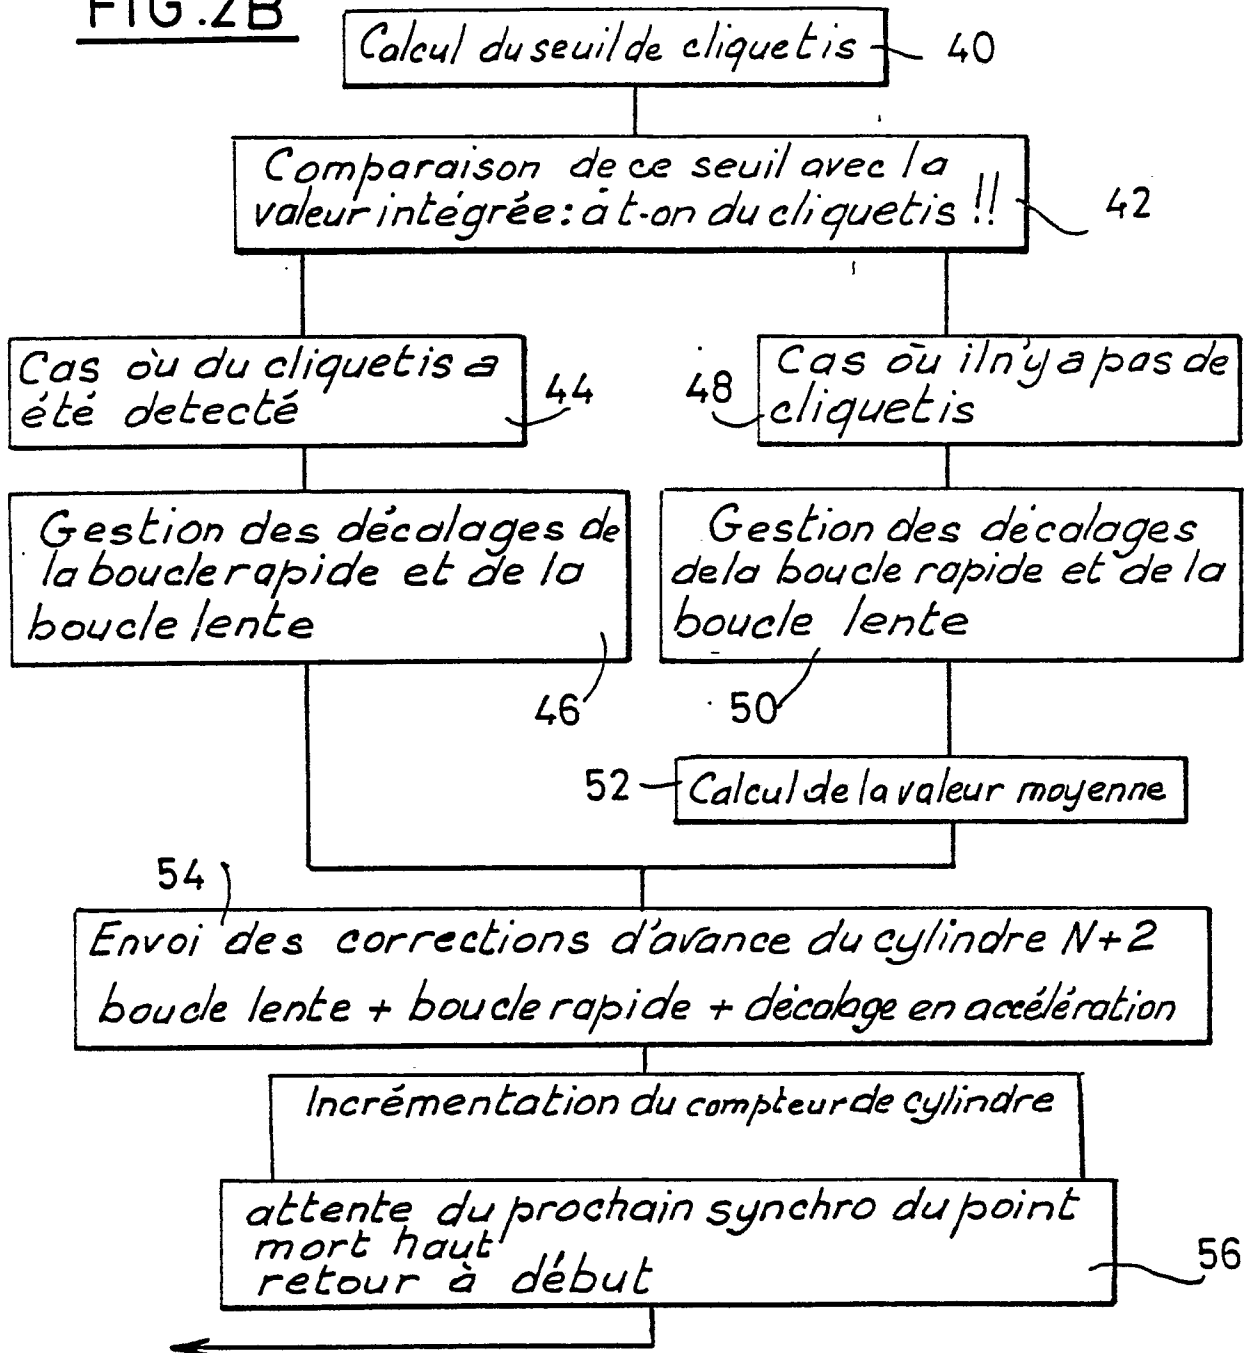 FIG.2B
Calcul du seuil de cliquetis
40
Comparaison de ce seuil avec la
valeur intégrée: à t-on du cliquetis !!
42
Cas où du cliquetis a
été detecté
44
48
Cas où il n'y a pas de
cliquetis
Gestion des décalages de
la boucle rapide et de la
boucle lente
46
Gestion des décalages
de la boucle rapide et de la
boucle lente
50
52
Calcul de la valeur moyenne
54
Envoi des corrections d'avance du cylindre N+2
boucle lente + boucle rapide + décalage en accélération
Incrémentation du compteur de cylindre
attente du prochain synchro du point
mort haut
retour à début
56